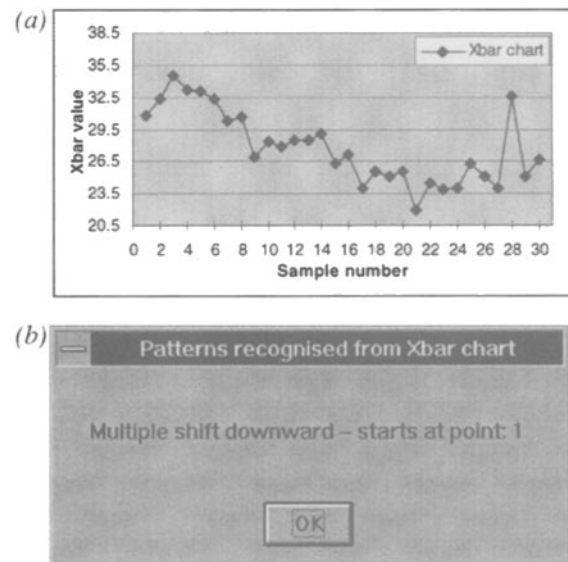 (a)
38.5
35.5
32.5
29.5
26.5
23.5
20.5
Xbar value
Xbar chart
0 2 4 6 8 10 12 14 16 18 20 22 24 26 28 30
Sample number
(b)
Patterns recognised from Xbar chart
Multiple shift downward – starts at point: 1
OK